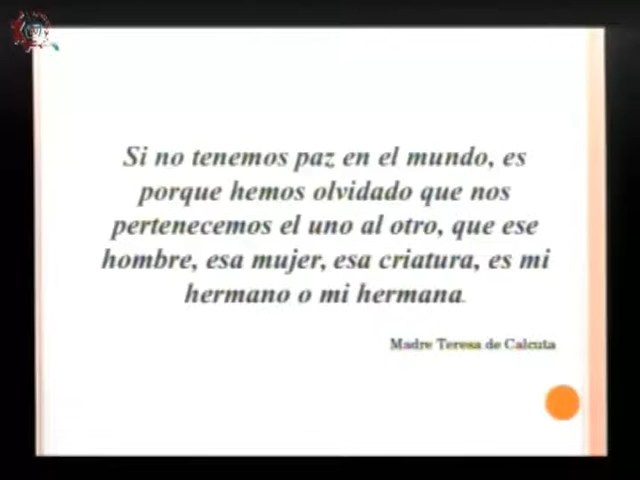 Si no tenemos paz en el mundo, es
porque hemos olvidado que nos
pertenecemos el uno al otro, que ese
hombre, esa mujer, esa criatura, es mi
hermano o mi hermana.
Madre Teresa de Calcuta